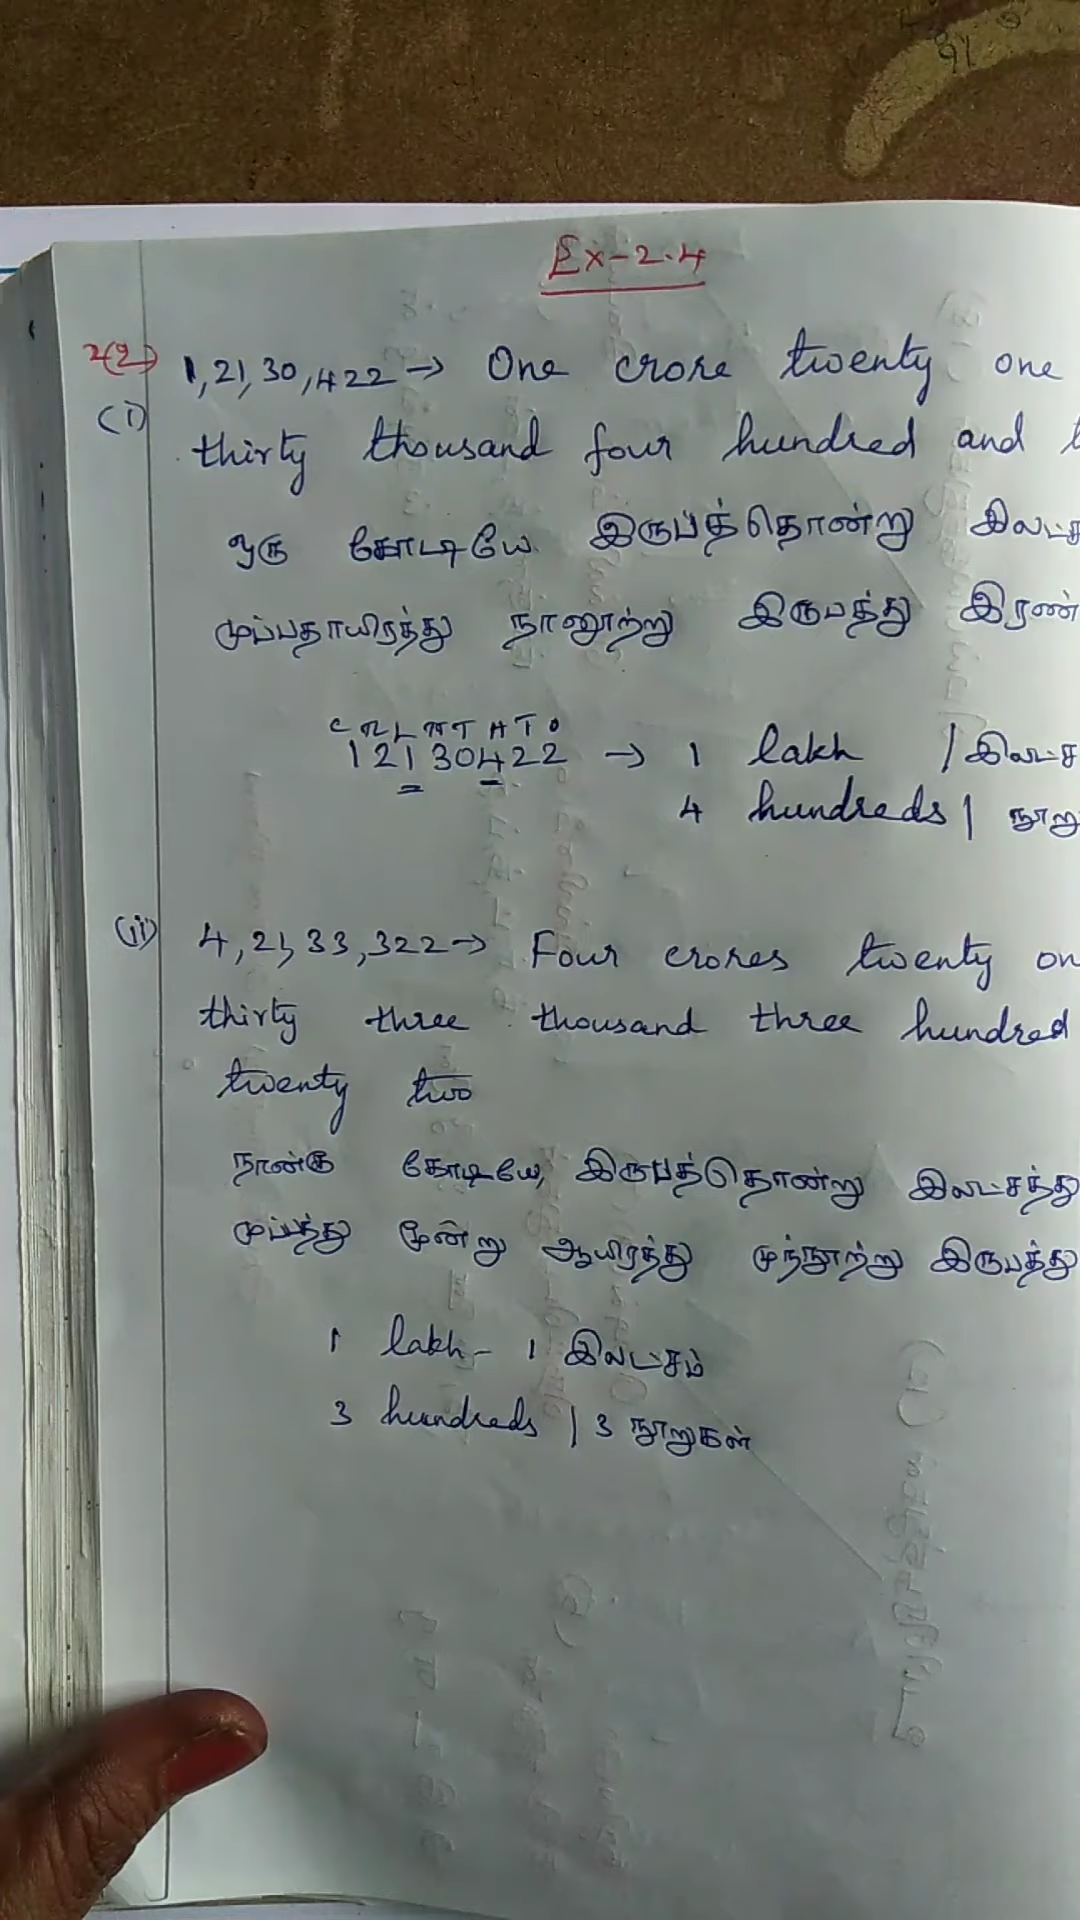 Ex-2.4
2(2)
(i) 1,21,30,422 → One crore twenty one
thirty thousand four hundred and
ஒரு கோடியே இருபத்தொன்று
முப்பதாயிரத்து நானூற்று இருபத்து
C TL L TT T H T O
12130422 → 1 lakh /
4 hundreds |
(ii) 4,21,33,322 → Four crores twenty
thirty three thousand three hundred
twenty two
நான்கு கோடியே, இருபத்தொன்று இலட்சத்து
முப்பத்து மூன்று ஆயிரத்து முந்நூற்று இருபத்து
1 lakh - 1 இலட்சம்
3 hundreds | 3 நூறுகள்